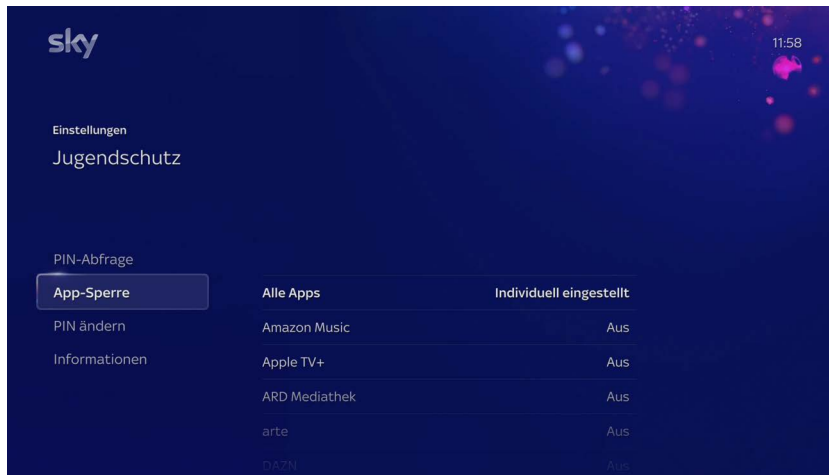 sky
11:58
Einstellungen
Jugendschutz
PIN-Abfrage
App-Sperre
PIN ändern
Informationen
Alle Apps Individuell eingestellt
Amazon Music Aus
Apple TV+ Aus
ARD Mediathek Aus
arte Aus
DAZN Aus